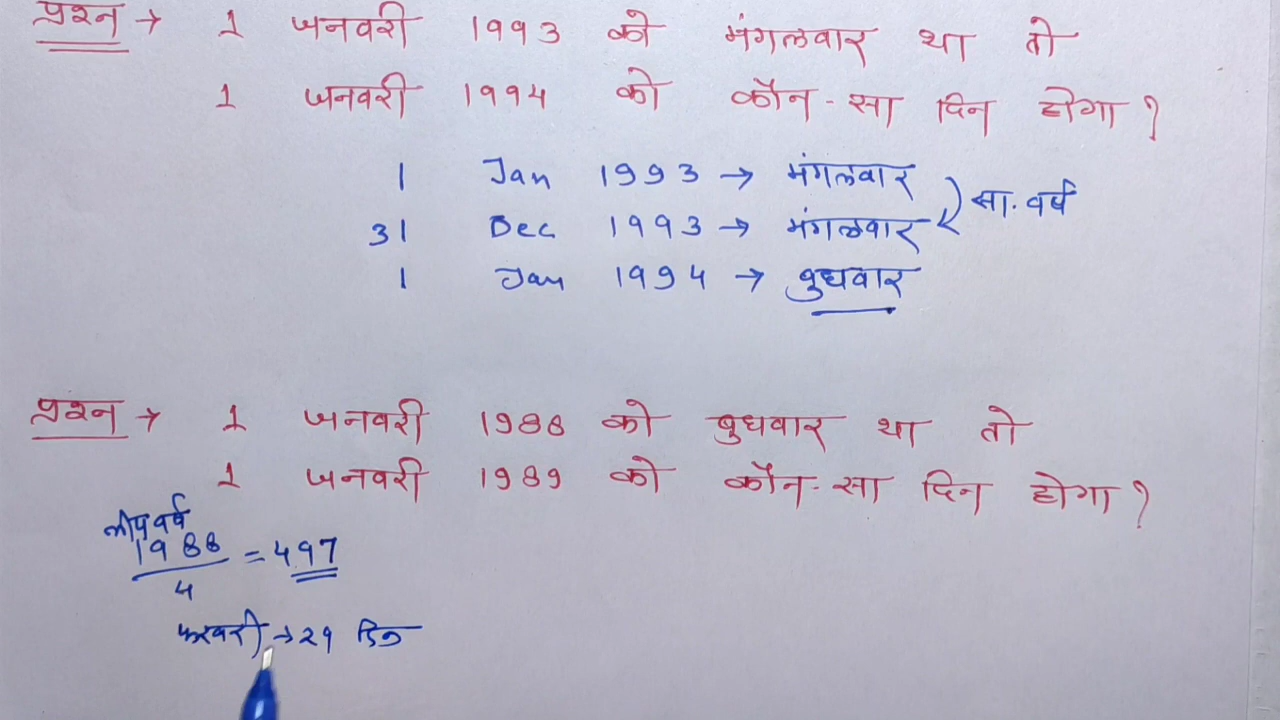 प्रश्न → 1 जनवरी 1993 को मंगलवार था तो
1 जनवरी 1994 को कौन-सा दिन होगा?
1 Jan 1993 → मंगलवार
31 Dec 1993 → मंगलवार
सा. वर्ष
1 Jan 1994 → बुधवार
प्रश्न → 1 जनवरी 1988 को बुधवार था तो
1 जनवरी 1989 को कौन-सा दिन होगा?
लीप वर्ष
1988/4 = 497
फरवरी → 29 दिन